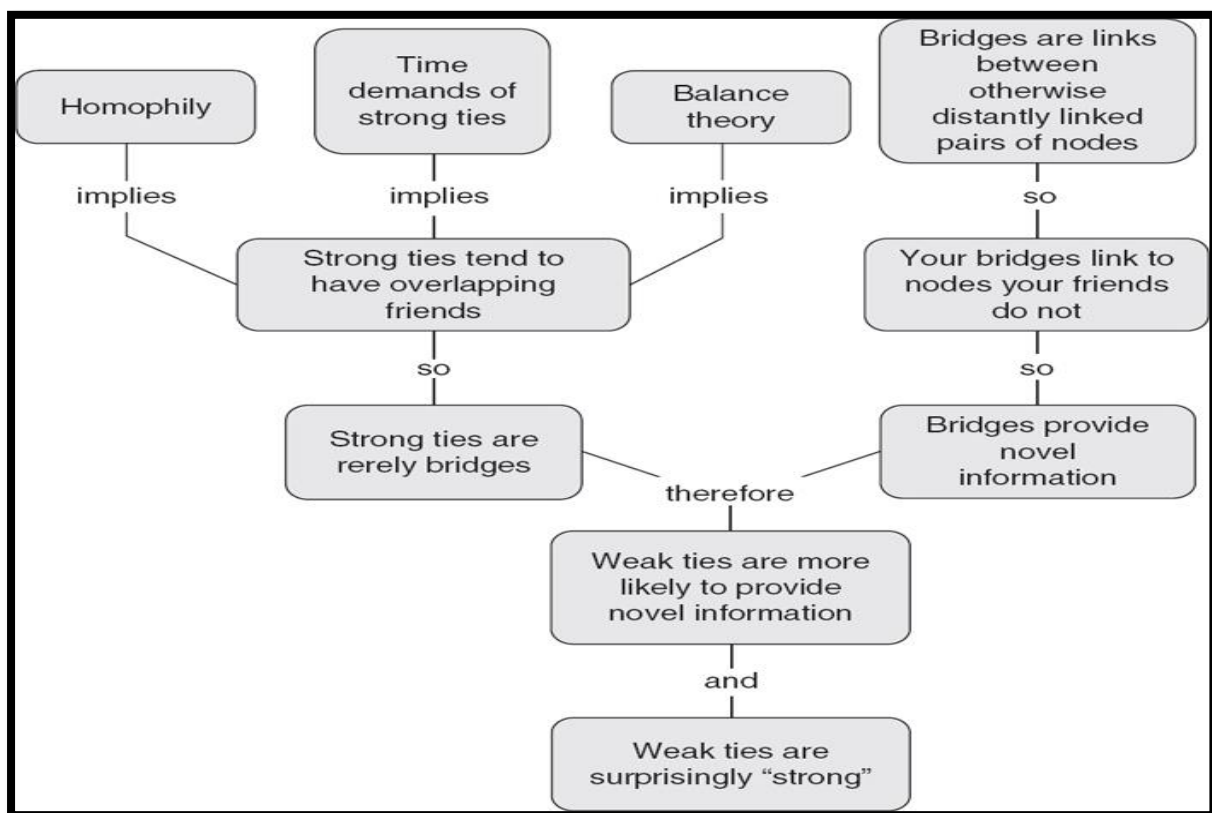 Homophily
Time
demands of
strong ties
Balance
theory
Bridges are links
between
otherwise
distantly linked
pairs of nodes
implies
implies
implies
so
Strong ties tend to
have overlapping
friends
Your bridges link to
nodes your friends
do not
so
so
Strong ties are
rerely bridges
Bridges provide
novel
information
therefore
Weak ties are more
likely to provide
novel information
and
Weak ties are
surprisingly “strong”